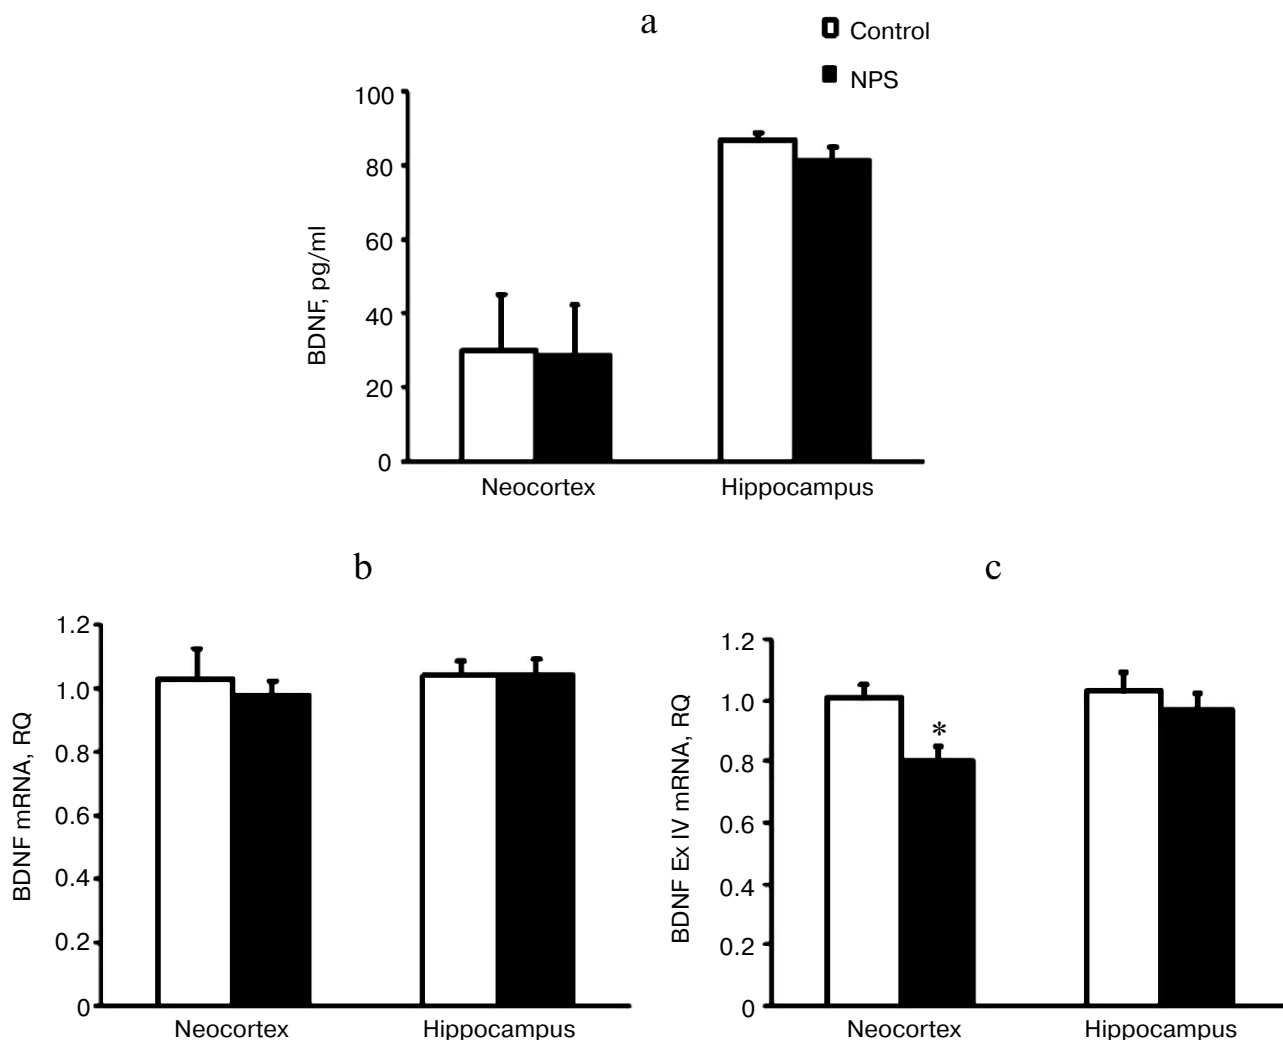 a
Control
NPS
BDNF, pg/ml
100
80
60
40
20
0
Neocortex Hippocampus
b
BDNF mRNA, RQ
1.2
1.0
0.8
0.6
0.4
0.2
0
Neocortex Hippocampus
c
BDNF Ex IV mRNA, RQ
1.2
1.0
0.8
0.6
0.4
0.2
0
*
Neocortex Hippocampus